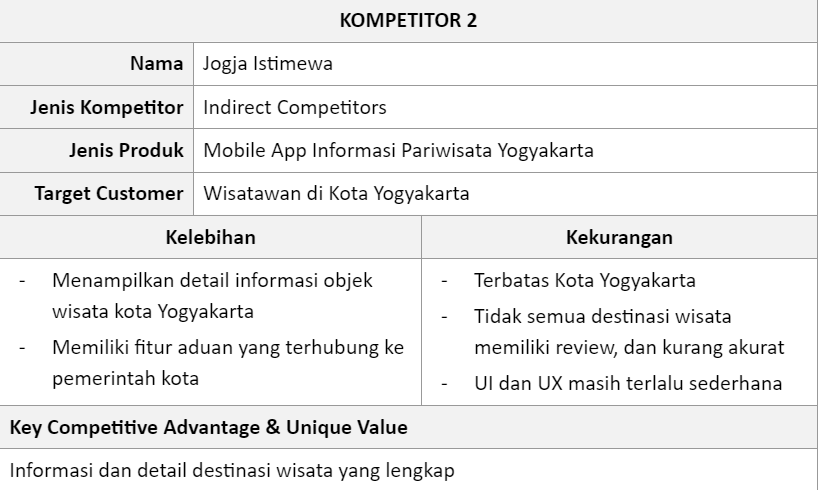 KOMPETITOR 2
Nama Jogja Istimewa
Jenis Kompetitor Indirect Competitors
Jenis Produk Mobile App Informasi Pariwisata Yogyakarta
Target Customer Wisatawan di Kota Yogyakarta
Kelebihan
- Menampilkan detail informasi objek
wisata kota Yogyakarta
- Memiliki fitur aduan yang terhubung ke
pemerintah kota
Kekurangan
- Terbatas Kota Yogyakarta
- Tidak semua destinasi wisata
memiliki review, dan kurang akurat
- UI dan UX masih terlalu sederhana
Key Competitive Advantage & Unique Value
Informasi dan detail destinasi wisata yang lengkap